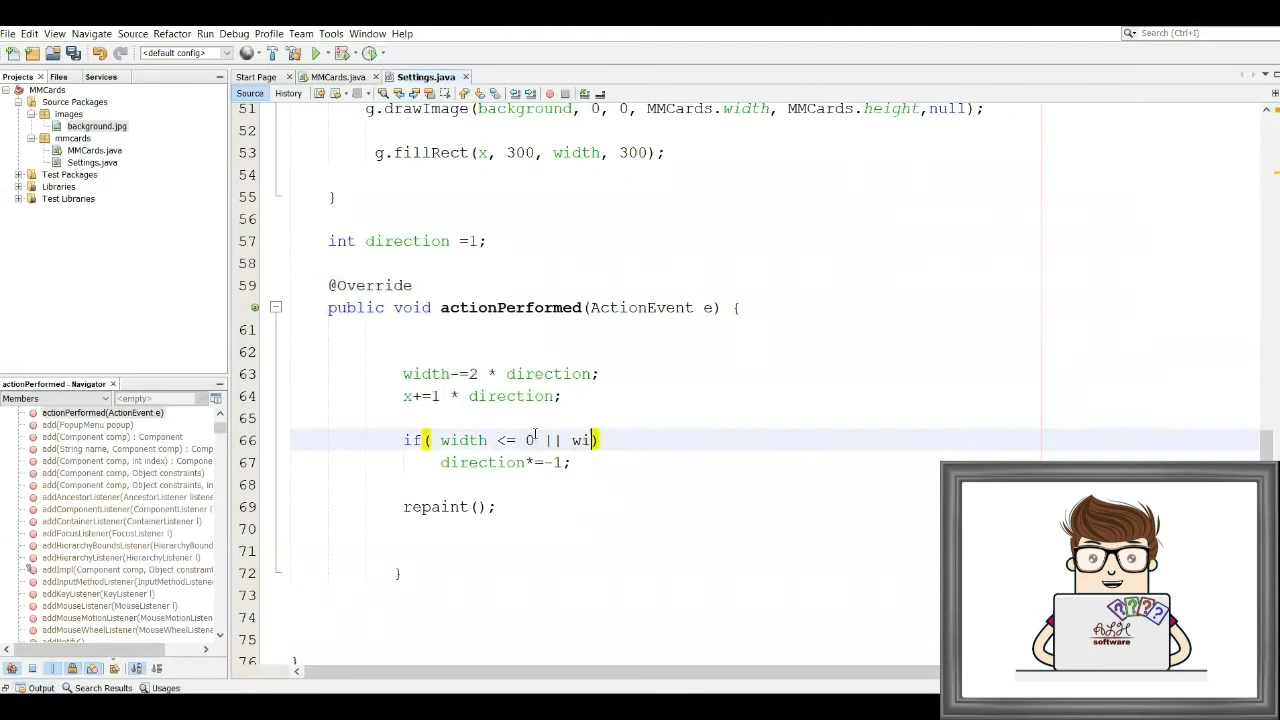 File Edit View Navigate Source Refactor Run Debug Profile Team Tools Window Help
Search (Ctrl+I)
<default config>
Projects Files Services
Start Page MMCards.java Settings.java
Source History
MMCards
Source Packages
images
background.jpg
mmcards
MMCards.java
Settings.java
Test Packages
Libraries
Test Libraries
51 g.drawImage(background, 0, 0, MMCards.width, MMCards.height,null);
52
53 g.fillRect(x, 300, width, 300);
54
55 }
56
57 int direction =1;
58
59 @Override
public void actionPerformed(ActionEvent e) {
61
62
63 width-=2 * direction;
64 x+=1 * direction;
65
66 if( width <= 0 || wi)
67 direction*=-1;
68
69 repaint();
70
71
72 }
73
74
75
76 }
actionPerformed - Navigator
Members <empty>
actionPerformed(ActionEvent e)
add(PopupMenu popup)
add(Component comp) : Component
add(String name, Component comp) : Component
add(Component comp, int index) : Component
add(Component comp, Object constraints)
add(Component comp, Object constraints, in
addAncestorListener(AncestorListener listene
addComponentListener(ComponentListener l)
addContainerListener(ContainerListener l)
addFocusListener(FocusListener l)
addHierarchyBoundsListener(HierarchyBound
addHierarchyListener(HierarchyListener l)
addImpl(Component comp, Object constraint
addInputMethodListener(InputMethodListene
addKeyListener(KeyListener l)
addMouseListener(MouseListener l)
addMouseMotionListener(MouseMotionListen
addMouseWheelListener(MouseWheelListene
addNotify()
Output Search Results Usages
software